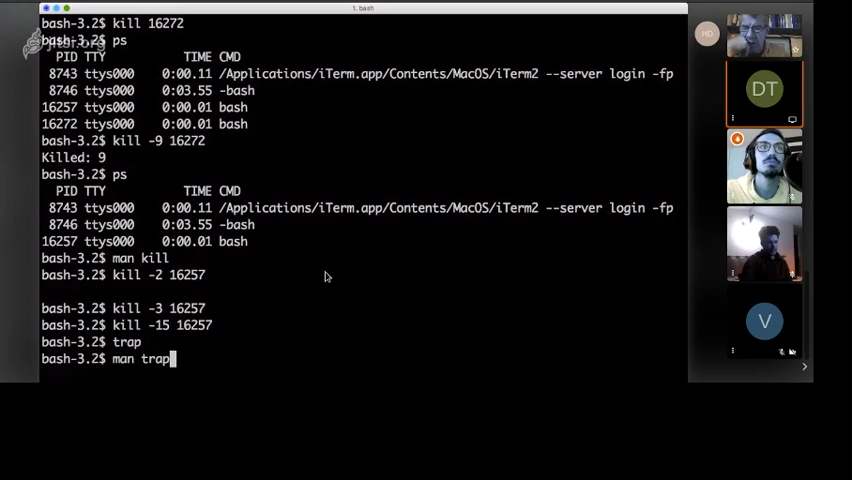 1. bash
bash-3.2$ kill 16272
bash-3.2$ ps
PID TTY TIME CMD
8743 ttys000 0:00.11 /Applications/iTerm.app/Contents/MacOS/iTerm2 --server login -fp
8746 ttys000 0:03.55 -bash
16257 ttys000 0:00.01 bash
16272 ttys000 0:00.01 bash
bash-3.2$ kill -9 16272
Killed: 9
bash-3.2$ ps
PID TTY TIME CMD
8743 ttys000 0:00.11 /Applications/iTerm.app/Contents/MacOS/iTerm2 --server login -fp
8746 ttys000 0:03.55 -bash
16257 ttys000 0:00.01 bash
bash-3.2$ man kill
bash-3.2$ kill -2 16257
bash-3.2$ kill -3 16257
bash-3.2$ kill -15 16257
bash-3.2$ trap
bash-3.2$ man trap
jitsi.org
HD
DT
V